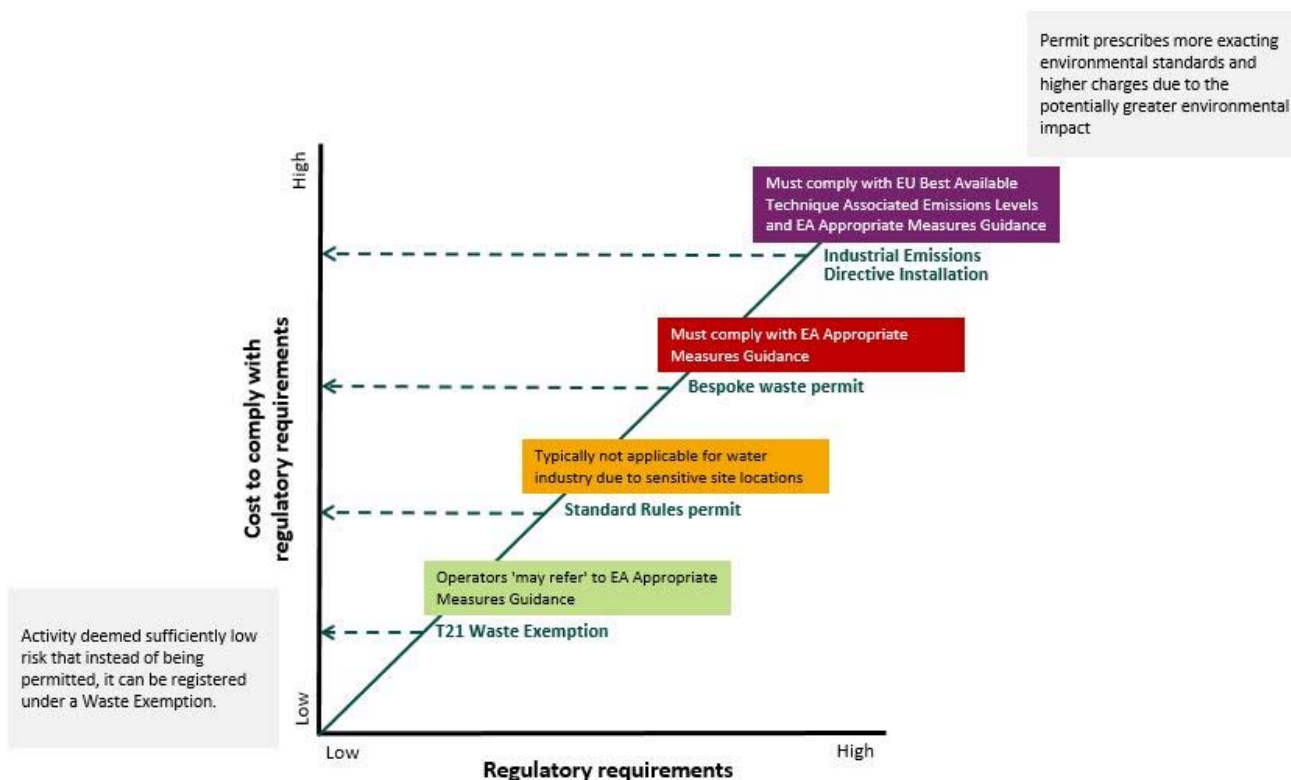 Permit prescribes more exacting
environmental standards and
higher charges due to the
potentially greater environmental
impact
High
Must comply with EU Best Available
Technique Associated Emissions Levels
and EA Appropriate Measures Guidance
Industrial Emissions
Directive Installation
Must comply with EA Appropriate
Measures Guidance
Bespoke waste permit
Cost to comply with
regulatory requirements
Typically not applicable for water
industry due to sensitive site locations
Standard Rules permit
Operators 'may refer' to EA Appropriate
Measures Guidance
T21 Waste Exemption
Activity deemed sufficiently low
risk that instead of being
permitted, it can be registered
under a Waste Exemption.
Low
Low
High
Regulatory requirements